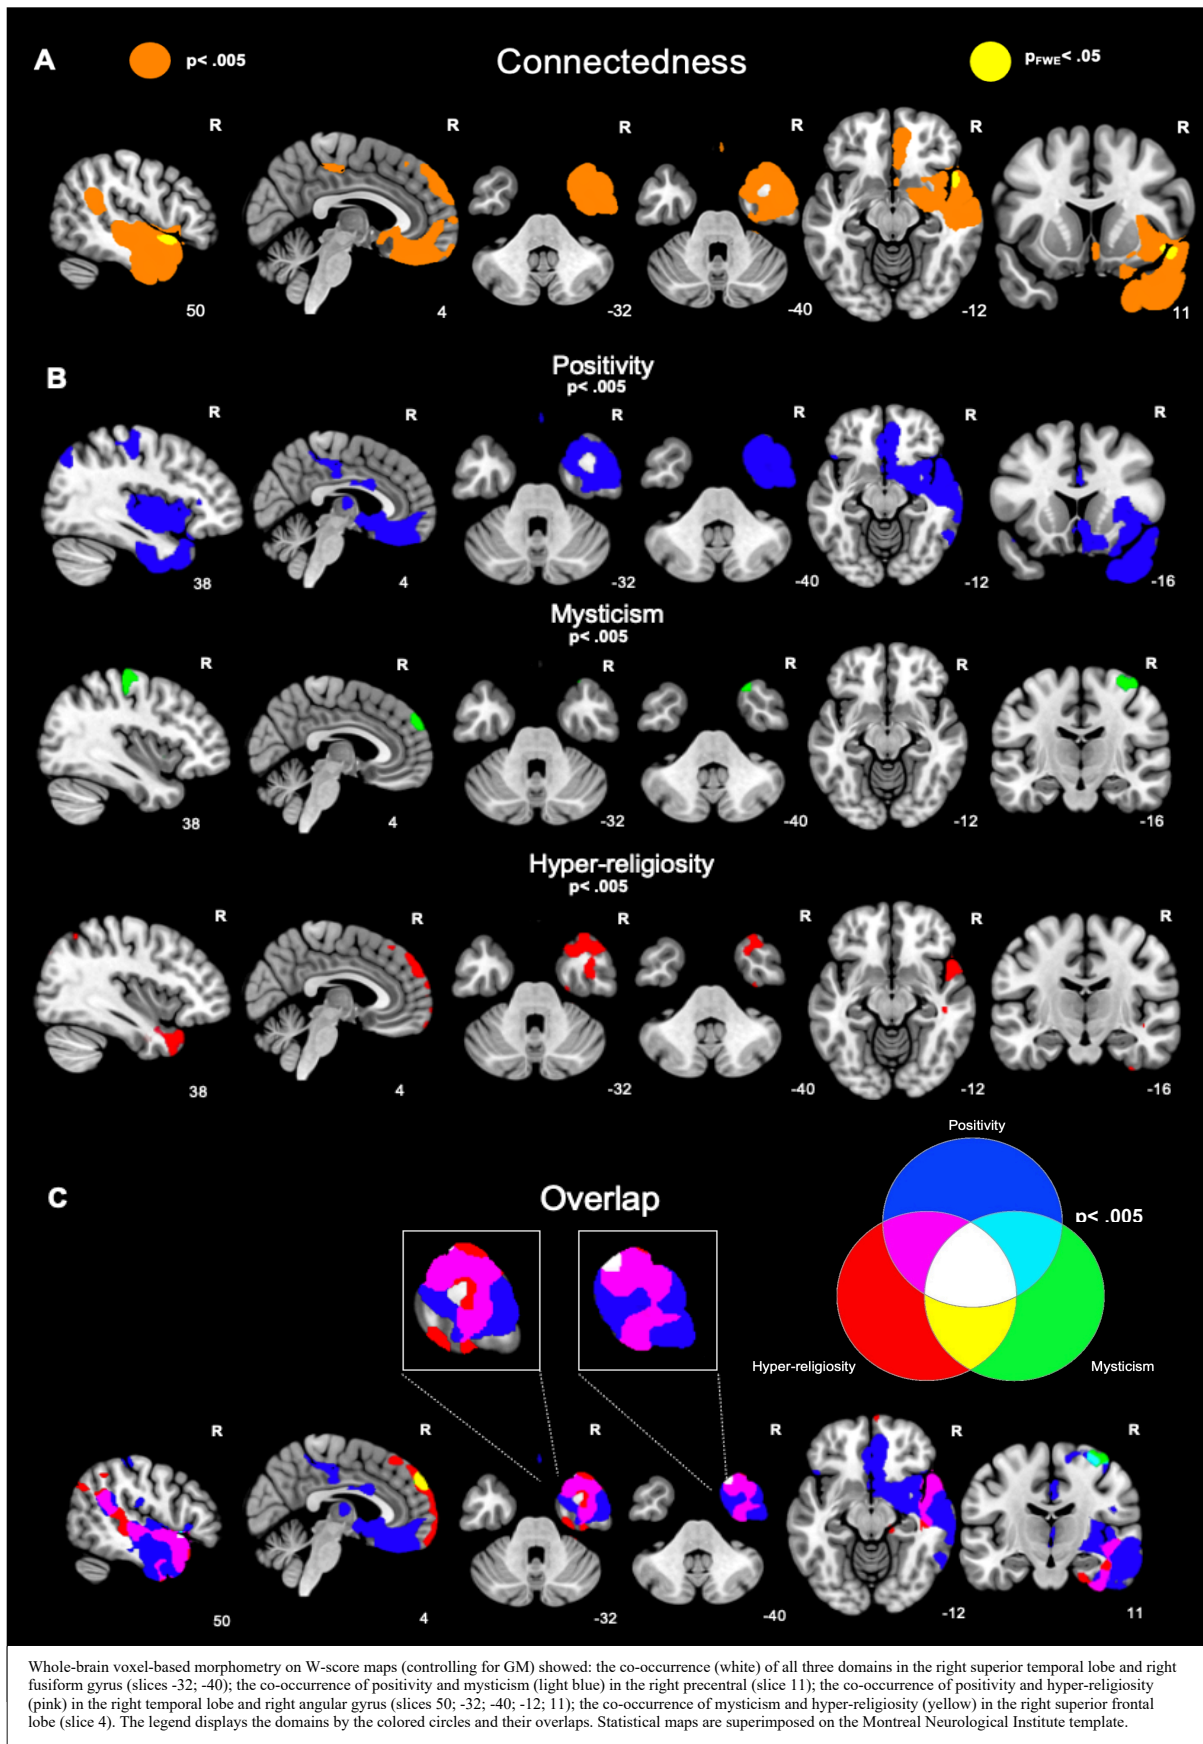 A
p< .005
Connectedness
pFWE< .05
R R R R R R
50 4 -32 -40 -12 11
B
Positivity
p< .005
R R R R R R
38 4 -32 -40 -12 -16
Mysticism
p< .005
R R R R R R
38 4 -32 -40 -12 -16
Hyper-religiosity
p< .005
R R R R R R
38 4 -32 -40 -12 -16
C
Overlap
Positivity
p< .005
Hyper-religiosity
Mysticism
R R R R R R
50 4 -32 -40 -12 11
Whole-brain voxel-based morphometry on W-score maps (controlling for GM) showed: the co-occurrence (white) of all three domains in the right superior temporal lobe and right
fusiform gyrus (slices -32; -40); the co-occurrence of positivity and mysticism (light blue) in the right precentral (slice 11); the co-occurrence of positivity and hyper-religiosity
(pink) in the right temporal lobe and right angular gyrus (slices 50; -32; -40; -12; 11); the co-occurrence of mysticism and hyper-religiosity (yellow) in the right superior frontal
lobe (slice 4). The legend displays the domains by the colored circles and their overlaps. Statistical maps are superimposed on the Montreal Neurological Institute template.